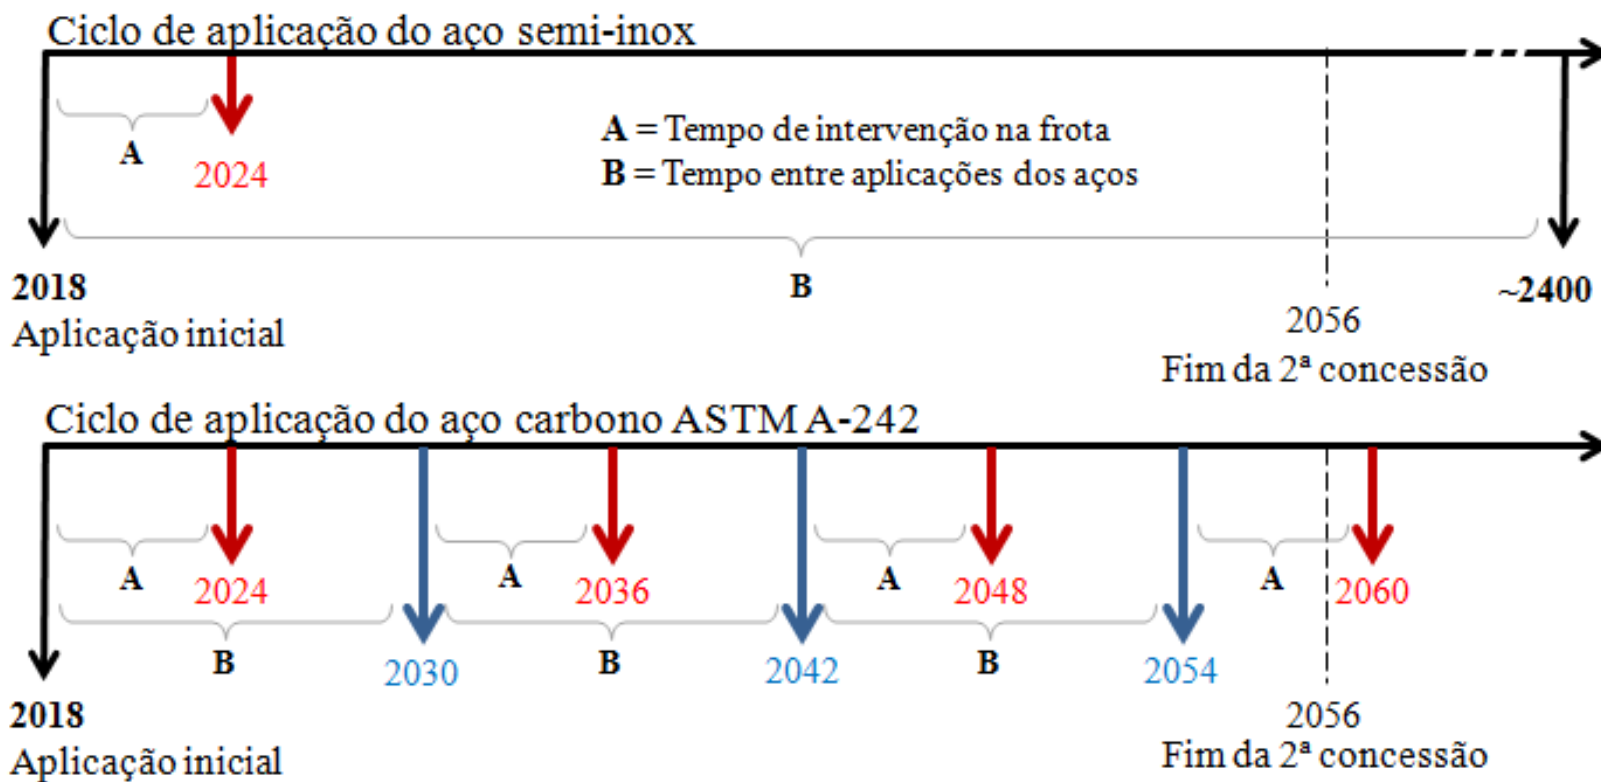 Ciclo de aplicação do aço semi-inox
A = Tempo de intervenção na frota
B = Tempo entre aplicações dos aços
A
2024
B
2018
Aplicação inicial
~2400
2056
Fim da 2ª concessão
Ciclo de aplicação do aço carbono ASTM A-242
A
2024
A
2036
A
2048
A
2060
B
2030
B
2042
B
2054
2018
Aplicação inicial
2056
Fim da 2ª concessão